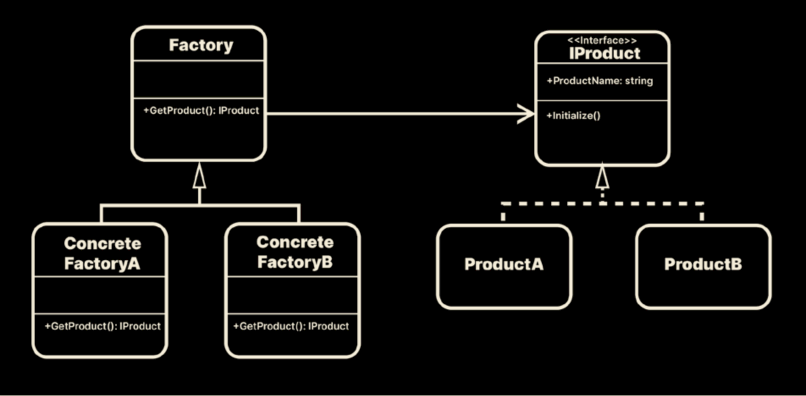 Factory
+GetProduct(): IProduct
<<Interface>>
IProduct
+ProductName: string
+Initialize()
Concrete
FactoryA
+GetProduct(): IProduct
Concrete
FactoryB
+GetProduct(): IProduct
ProductA
ProductB